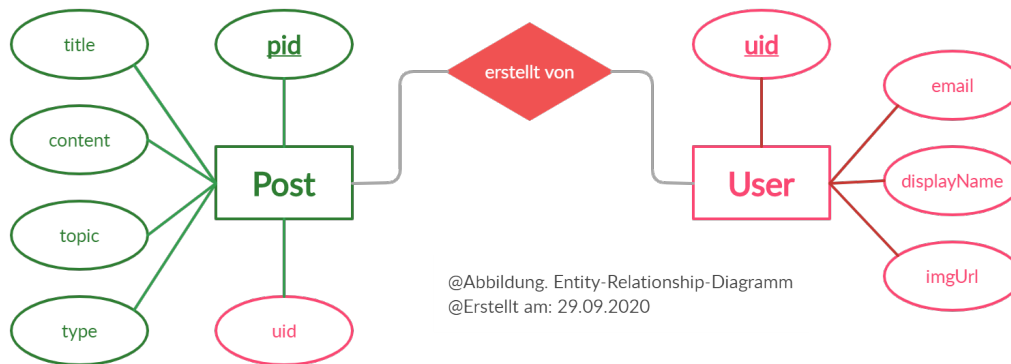 title
pid
uid
erstellt von
email
content
Post
User
displayName
topic
imgUrl
@Abbildung. Entity-Relationship-Diagramm
@Erstellt am: 29.09.2020
type
uid